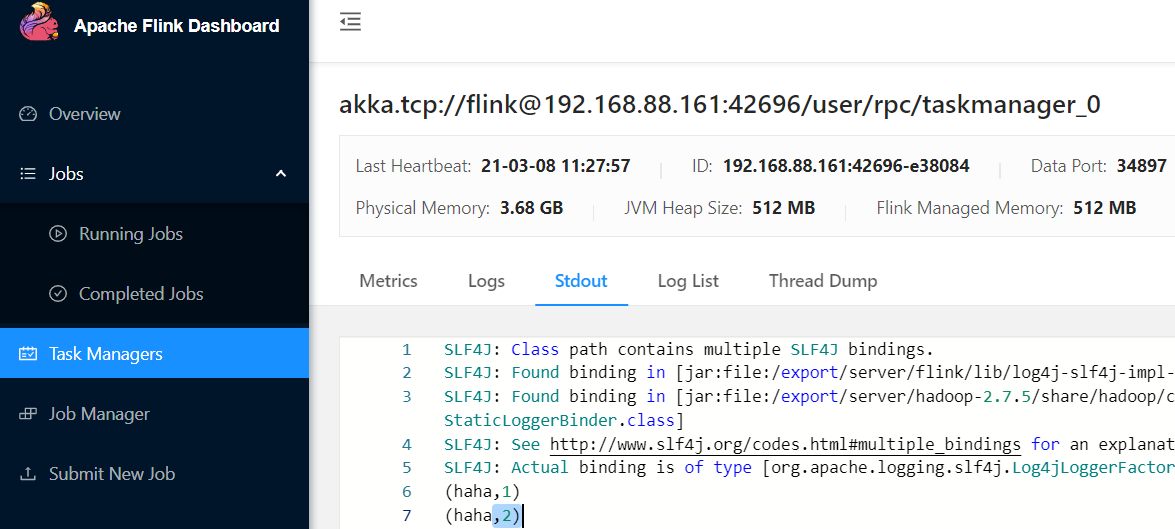 Apache Flink Dashboard
Overview
Jobs
Running Jobs
Completed Jobs
Task Managers
Job Manager
Submit New Job
akka.tcp://flink@192.168.88.161:42696/user/rpc/taskmanager_0
Last Heartbeat: 21-03-08 11:27:57 ID: 192.168.88.161:42696-e38084 Data Port: 34897
Physical Memory: 3.68 GB JVM Heap Size: 512 MB Flink Managed Memory: 512 MB
Metrics Logs Stdout Log List Thread Dump
1 SLF4J: Class path contains multiple SLF4J bindings.
2 SLF4J: Found binding in [jar:file:/export/server/flink/lib/log4j-slf4j-impl-
3 SLF4J: Found binding in [jar:file:/export/server/hadoop-2.7.5/share/hadoop/c
StaticLoggerBinder.class]
4 SLF4J: See http://www.slf4j.org/codes.html#multiple_bindings for an explanat
5 SLF4J: Actual binding is of type [org.apache.logging.slf4j.Log4jLoggerFactor
6 (haha,1)
7 (haha,2)